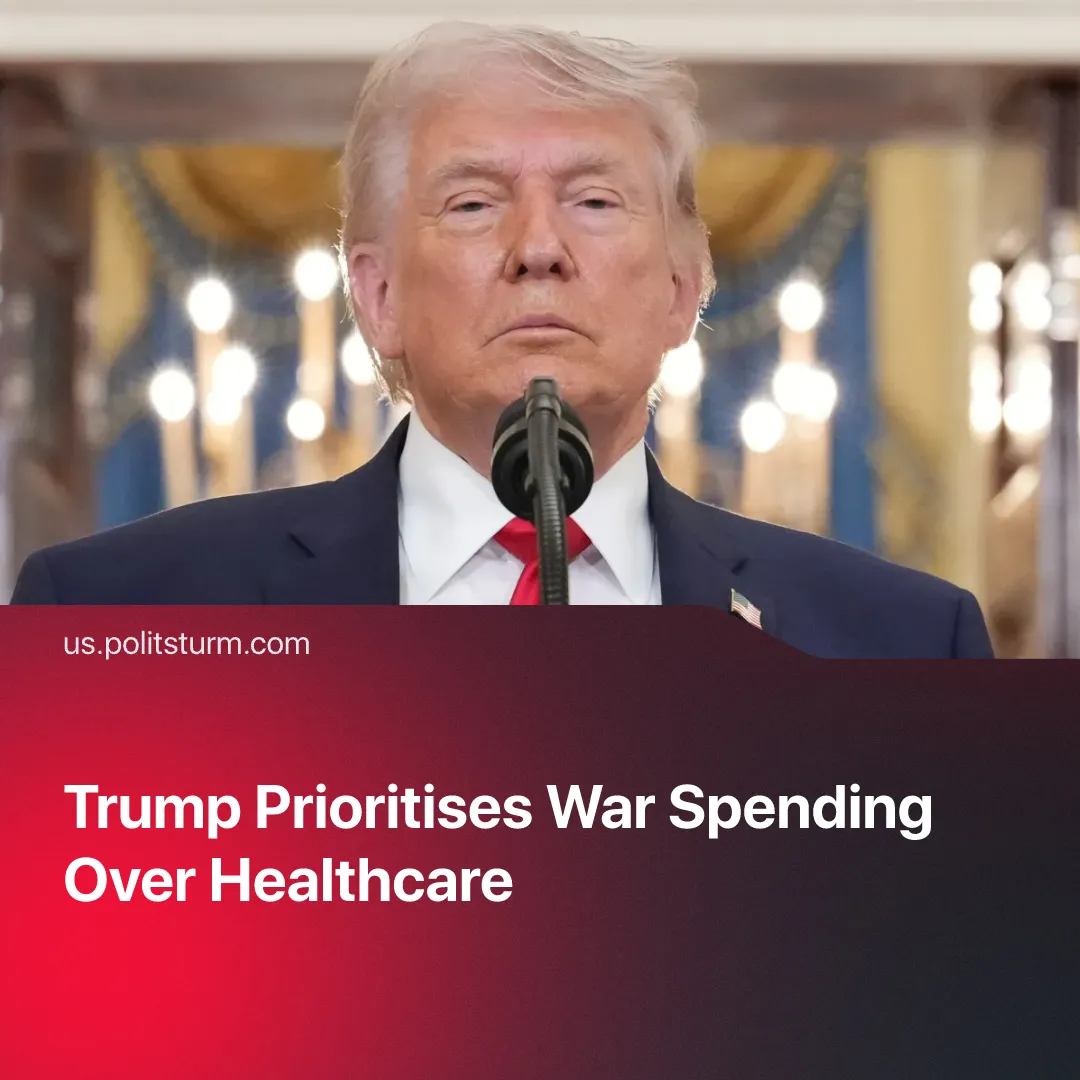 us.politsturm.com
Trump Prioritises War Spending
Over Healthcare